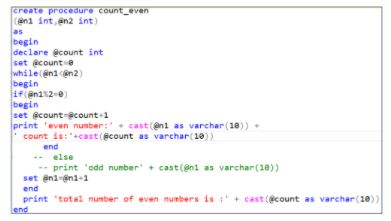 create procedure count_even
(@n1 int,@n2 int)
as
begin
declare @count int
set @count=0
while(@n1<@n2)
begin
if(@n1%2=0)
begin
set @count=@count+1
print 'even number:' + cast(@n1 as varchar(10)) +
' count is:'+cast(@count as varchar(10))
end
-- else
-- print 'odd number' + cast(@n1 as varchar(10))
set @n1=@n1+1
end
print 'total number of even numbers is :' + cast(@count as varchar(10))
end